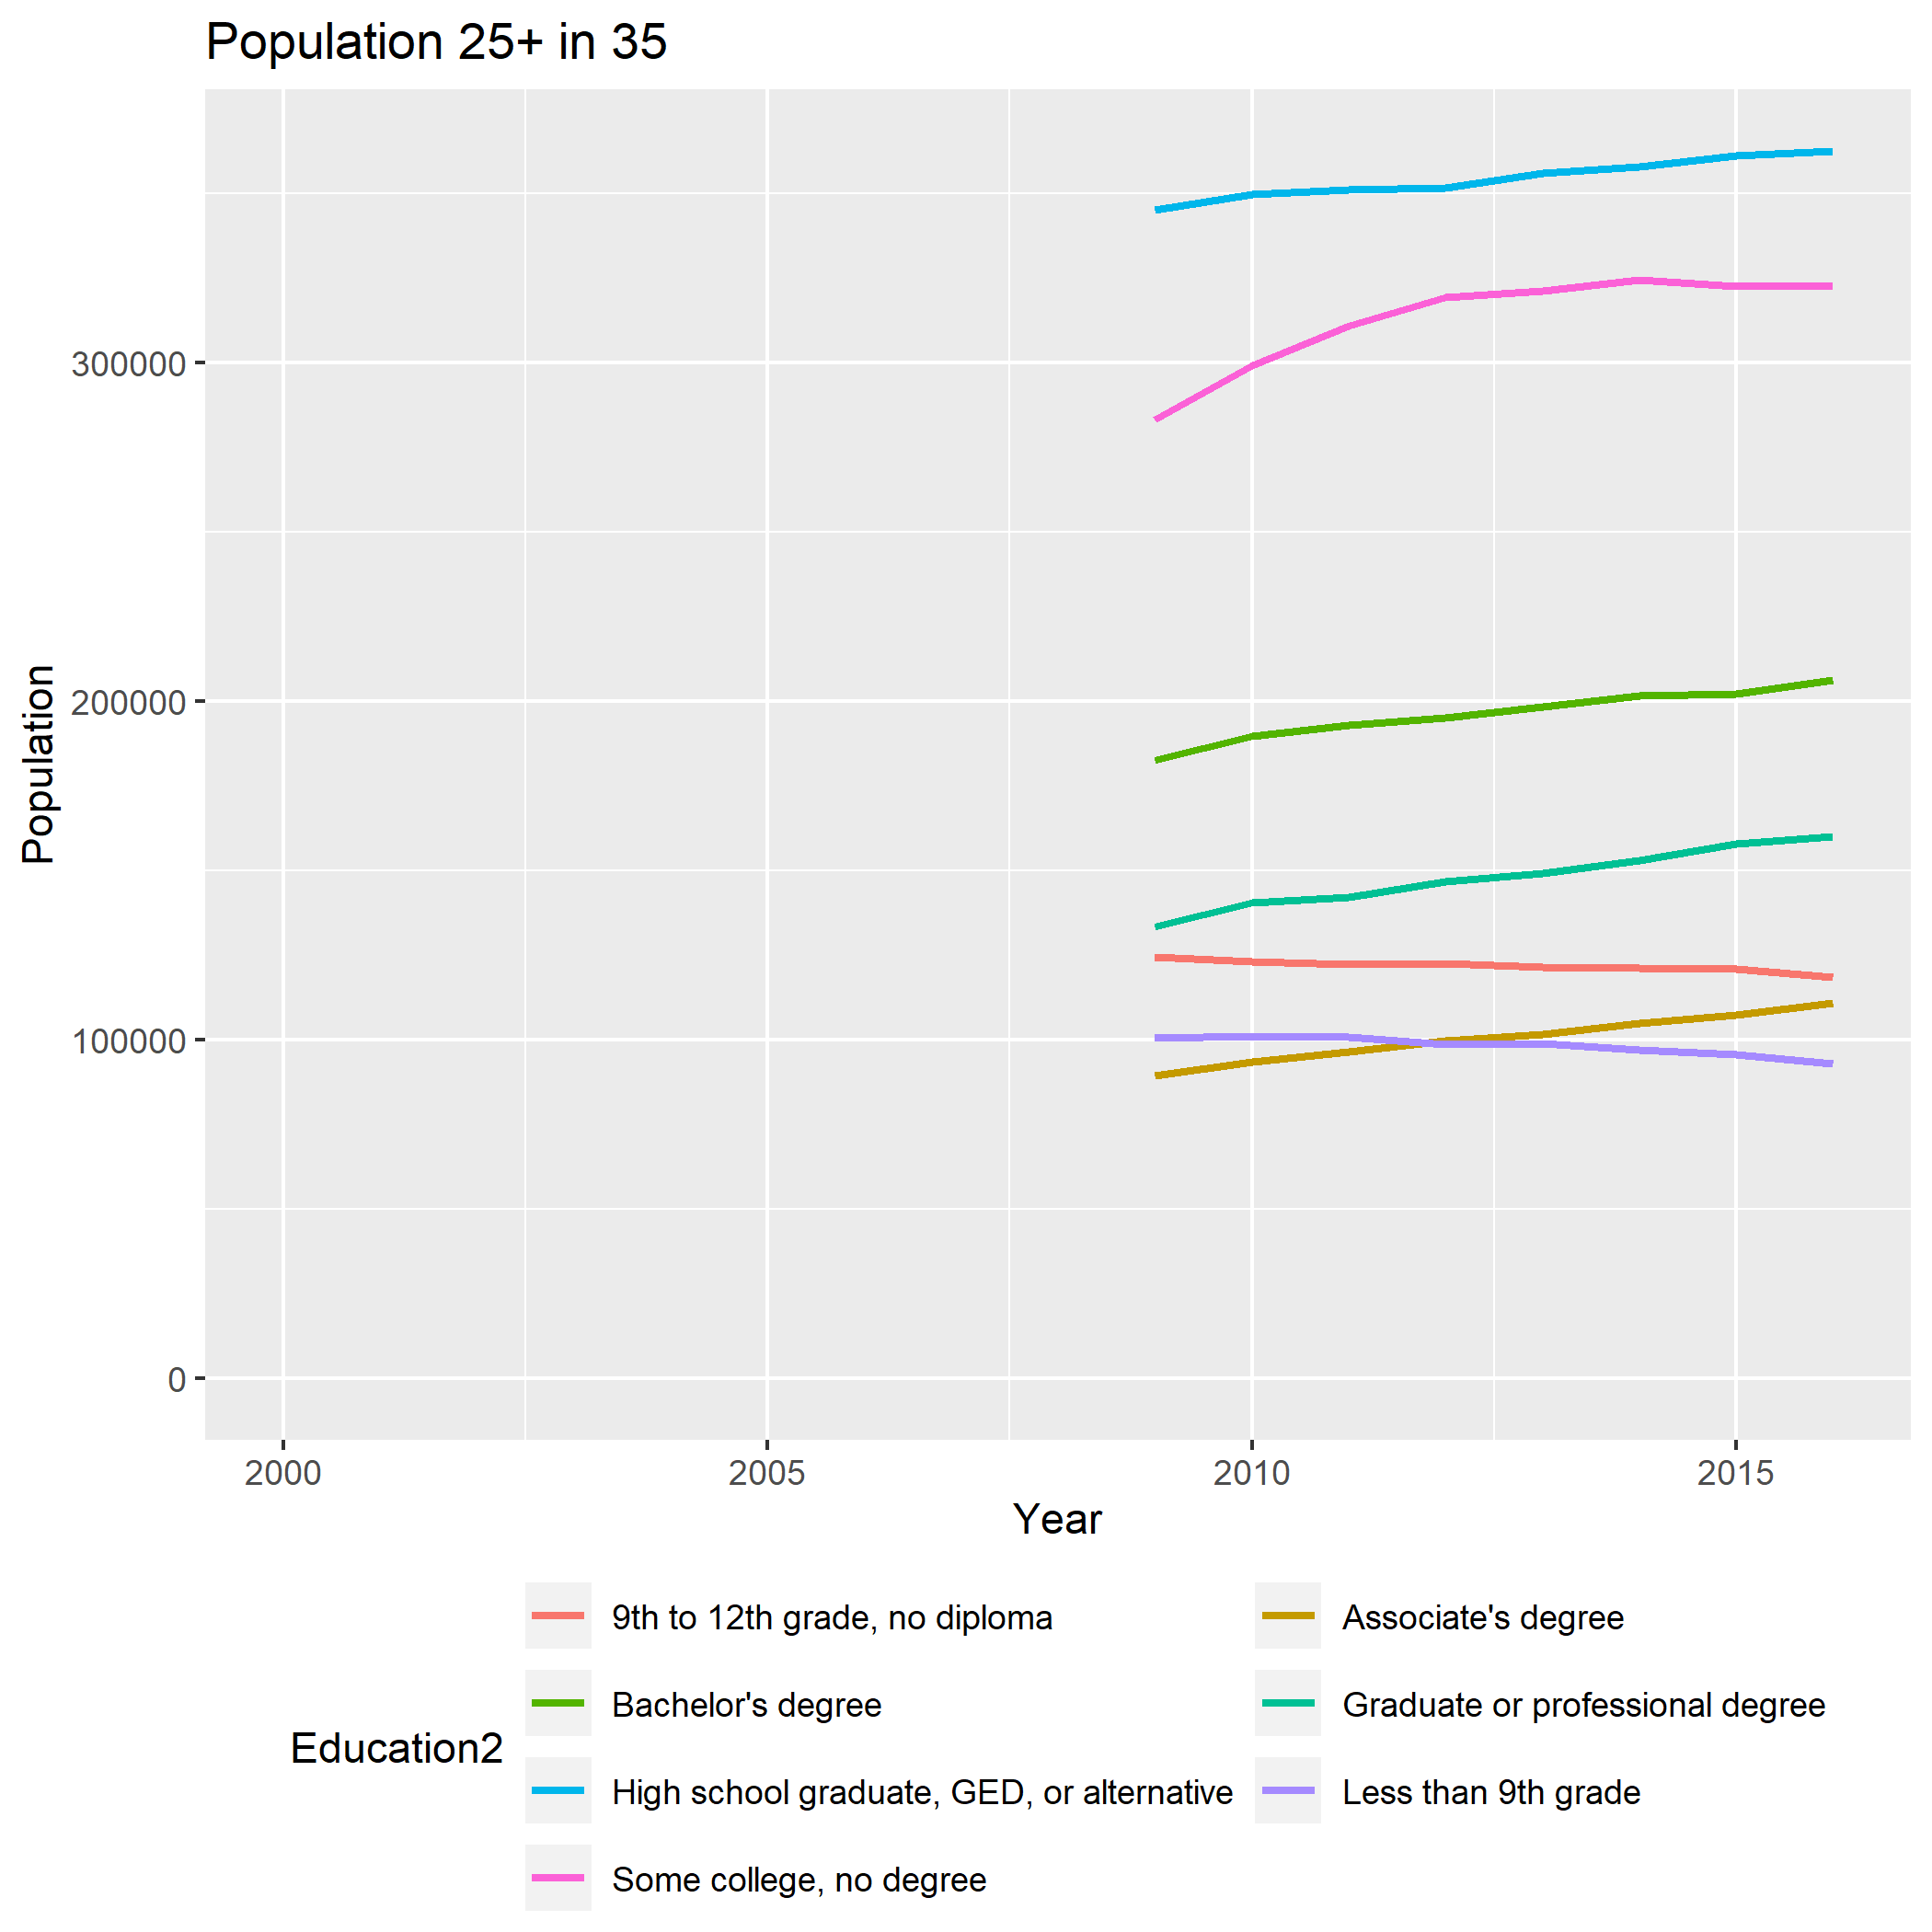 Population 25+ in 35
Population
300000
200000
100000
0
2000
2005
2010
2015
Year
Education2
9th to 12th grade, no diploma
Associate's degree
Bachelor's degree
Graduate or professional degree
High school graduate, GED, or alternative
Less than 9th grade
Some college, no degree